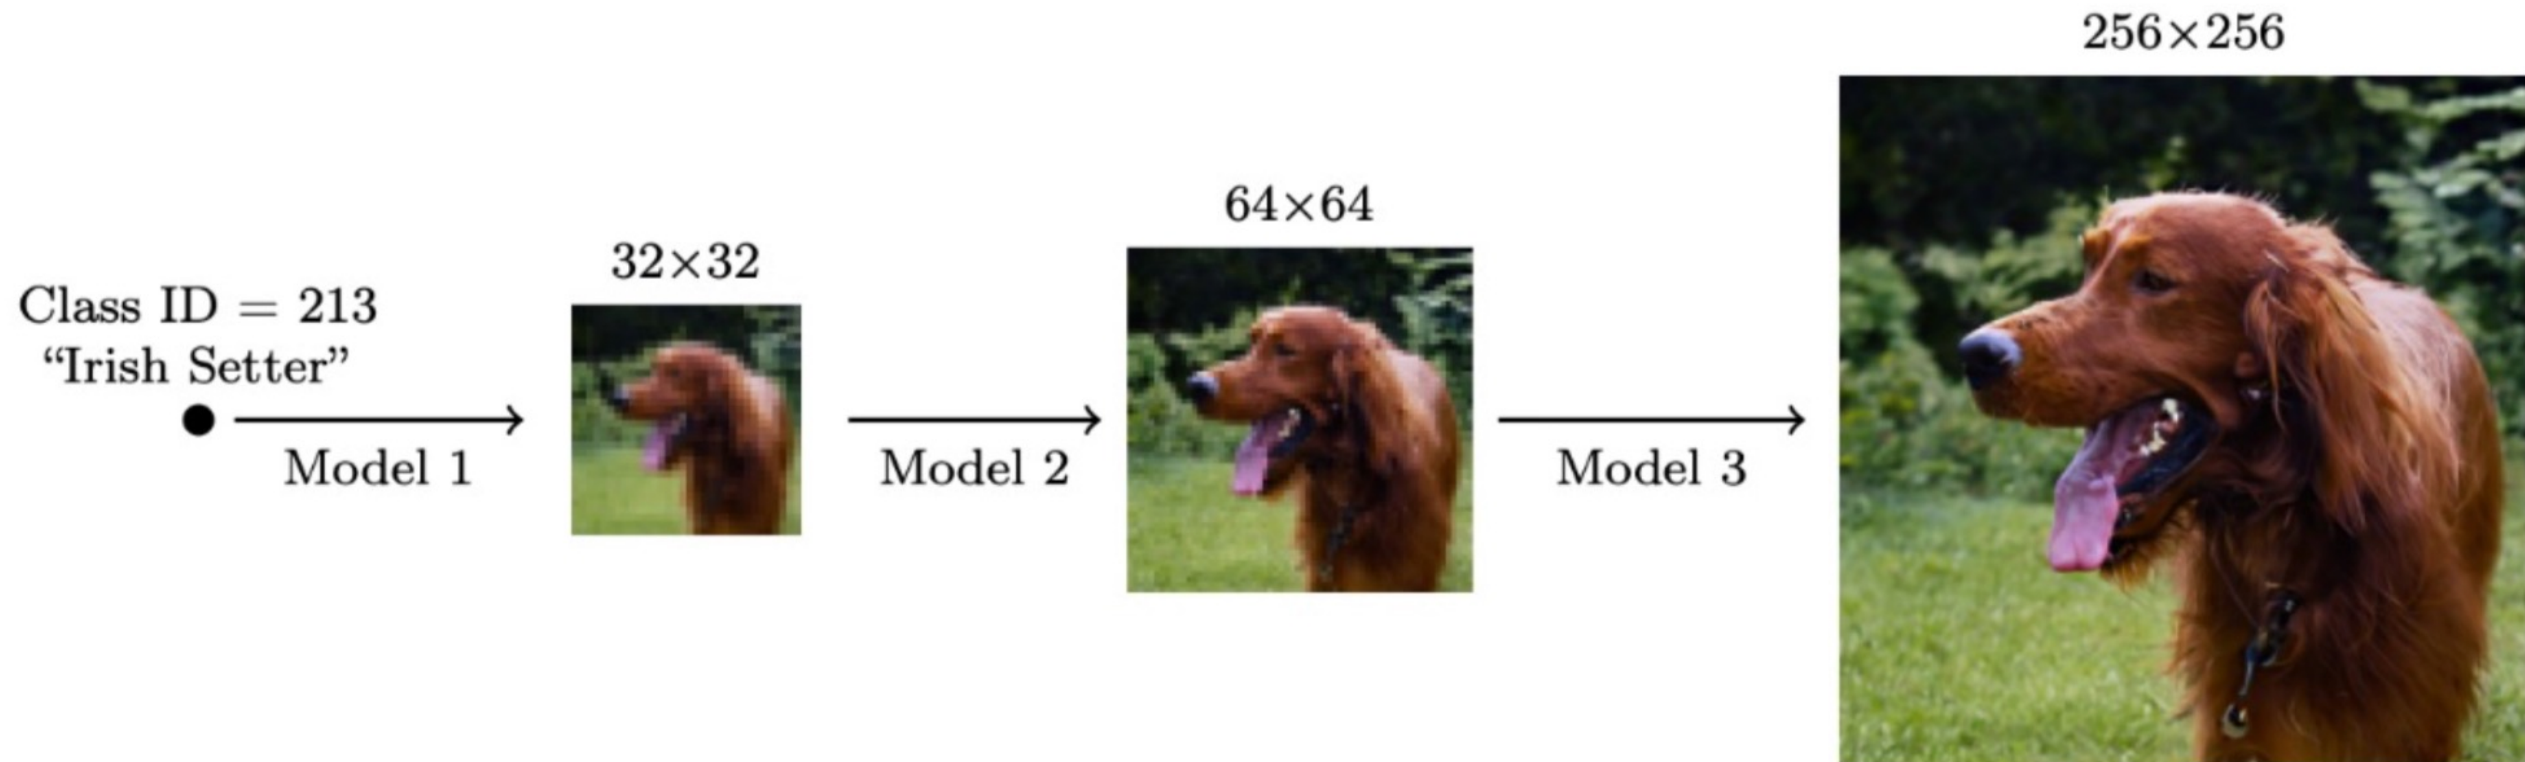 Class ID = 213
“Irish Setter”
Model 1
32×32
Model 2
64×64
Model 3
256×256